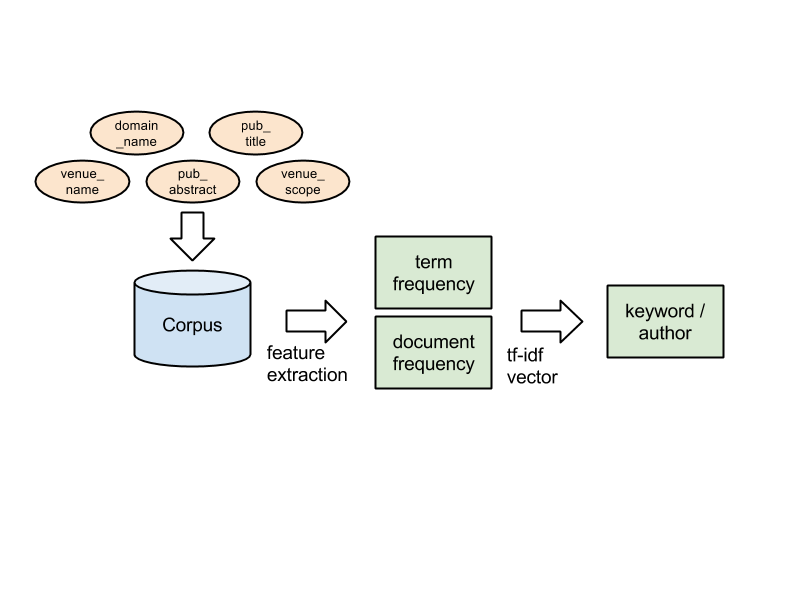 domain
_name
pub_
title
venue_
name
pub_
abstract
venue_
scope
Corpus
feature
extraction
term
frequency
document
frequency
tf-idf
vector
keyword /
author